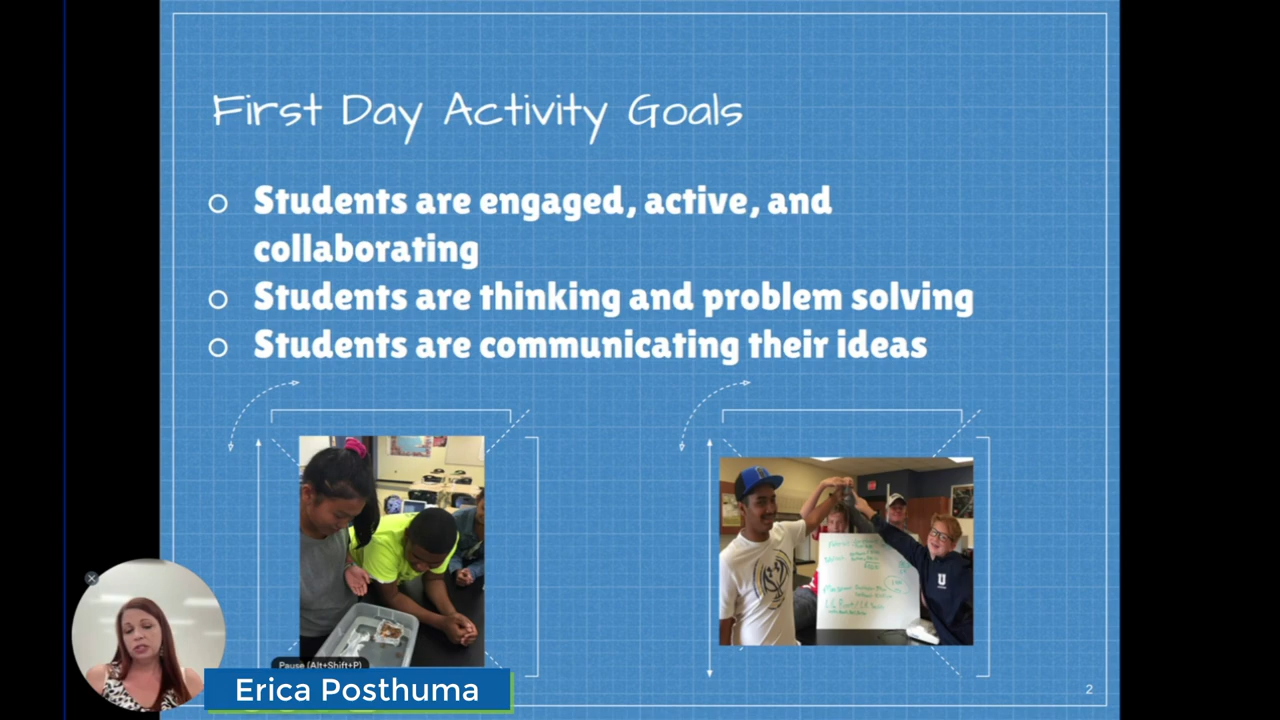 First Day Activity Goals
Students are engaged, active, and
collaborating
Students are thinking and problem solving
Students are communicating their ideas
U
Pause (Alt+Shift+P)
Erica Posthuma
2